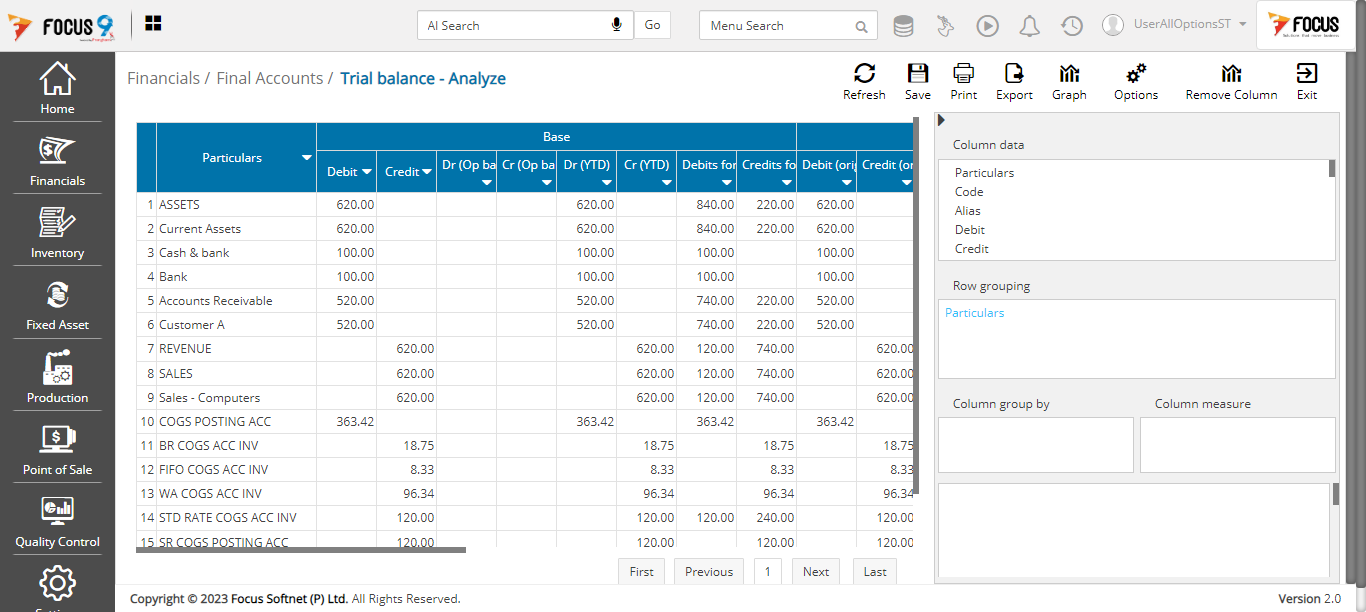 FOCUS 9
AI Search
Go
Menu Search
UserAllOptionsST
FOCUS
Home
Financials
Inventory
Fixed Asset
Production
Point of Sale
Quality Control
Financials / Final Accounts / Trial balance - Analyze
Refresh Save Print Export Graph Options Remove Column Exit
Base
Particulars Debit Credit Dr (Op ba Cr (Op ba Dr (YTD) Cr (YTD) Debits for Credits fo Debit (ori Credit (or
1 ASSETS 620.00 620.00 840.00 220.00 620.00
2 Current Assets 620.00 620.00 840.00 220.00 620.00
3 Cash & bank 100.00 100.00 100.00 100.00
4 Bank 100.00 100.00 100.00 100.00
5 Accounts Receivable 520.00 520.00 740.00 220.00 520.00
6 Customer A 520.00 520.00 740.00 220.00 520.00
7 REVENUE 620.00 620.00 120.00 740.00 620.00
8 SALES 620.00 620.00 120.00 740.00 620.00
9 Sales - Computers 620.00 620.00 120.00 740.00 620.00
10 COGS POSTING ACC 363.42 363.42 363.42 363.42
11 BR COGS ACC INV 18.75 18.75 18.75 18.75
12 FIFO COGS ACC INV 8.33 8.33 8.33 8.33
13 WA COGS ACC INV 96.34 96.34 96.34 96.34
14 STD RATE COGS ACC INV 120.00 120.00 120.00 240.00 120.00
15 SR COGS POSTING ACC 120.00 120.00 120.00 120.00
First Previous 1 Next Last
Column data
Particulars
Code
Alias
Debit
Credit
Row grouping
Particulars
Column group by Column measure
Copyright © 2023 Focus Softnet (P) Ltd. All Rights Reserved.
Version 2.0